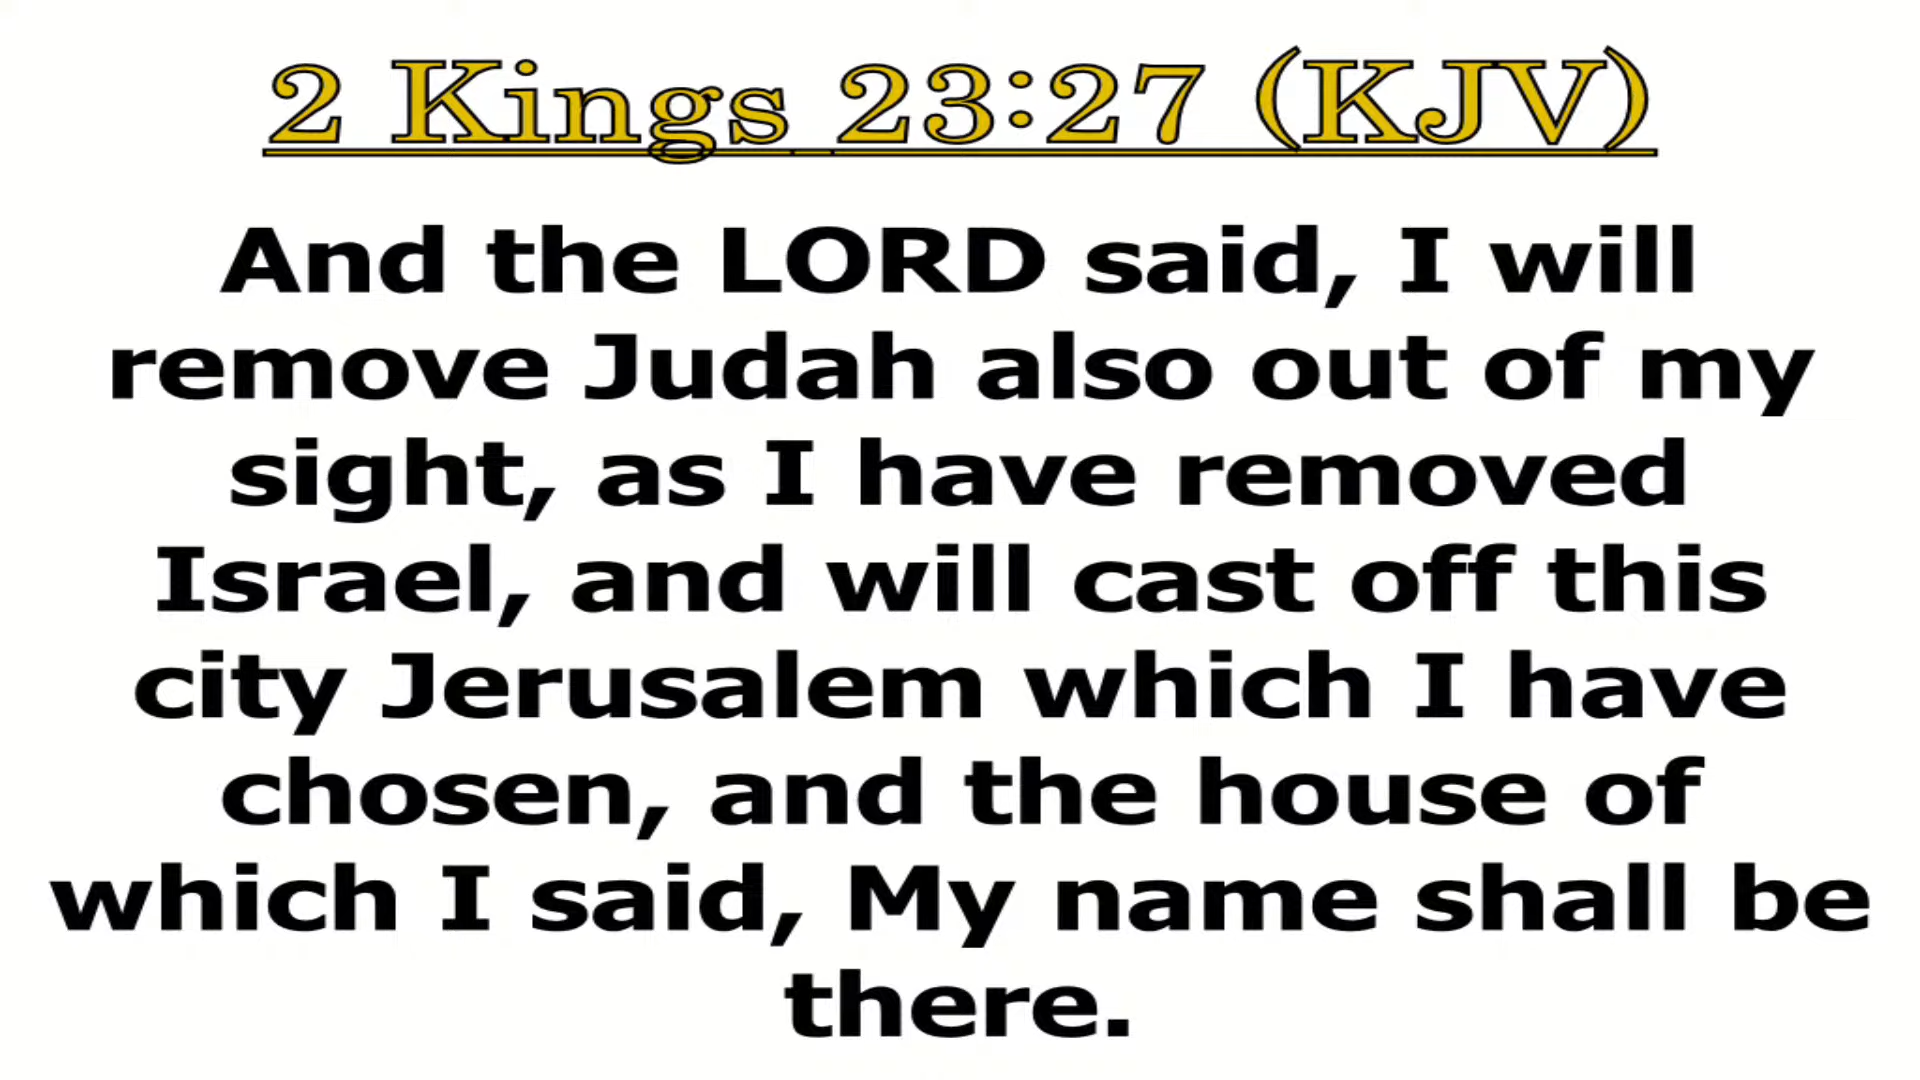 2 Kings 23:27 (KJV)
And the LORD said, I will
remove Judah also out of my
sight, as I have removed
Israel, and will cast off this
city Jerusalem which I have
chosen, and the house of
which I said, My name shall be
there.